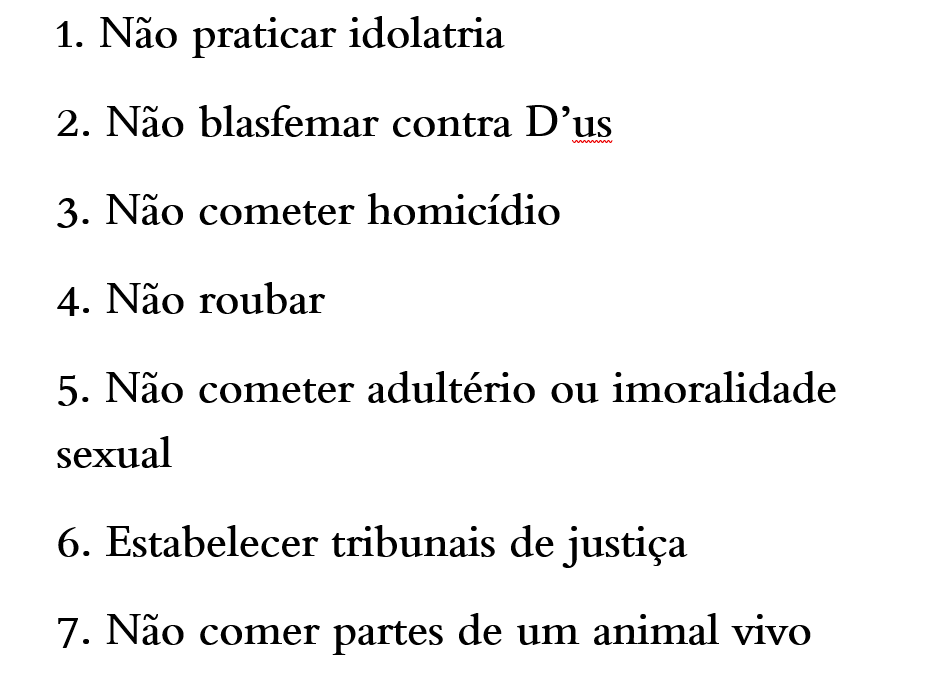 1. Não praticar idolatria
2. Não blasfemar contra D’us
3. Não cometer homicídio
4. Não roubar
5. Não cometer adultério ou imoralidade
sexual
6. Estabelecer tribunais de justiça
7. Não comer partes de um animal vivo